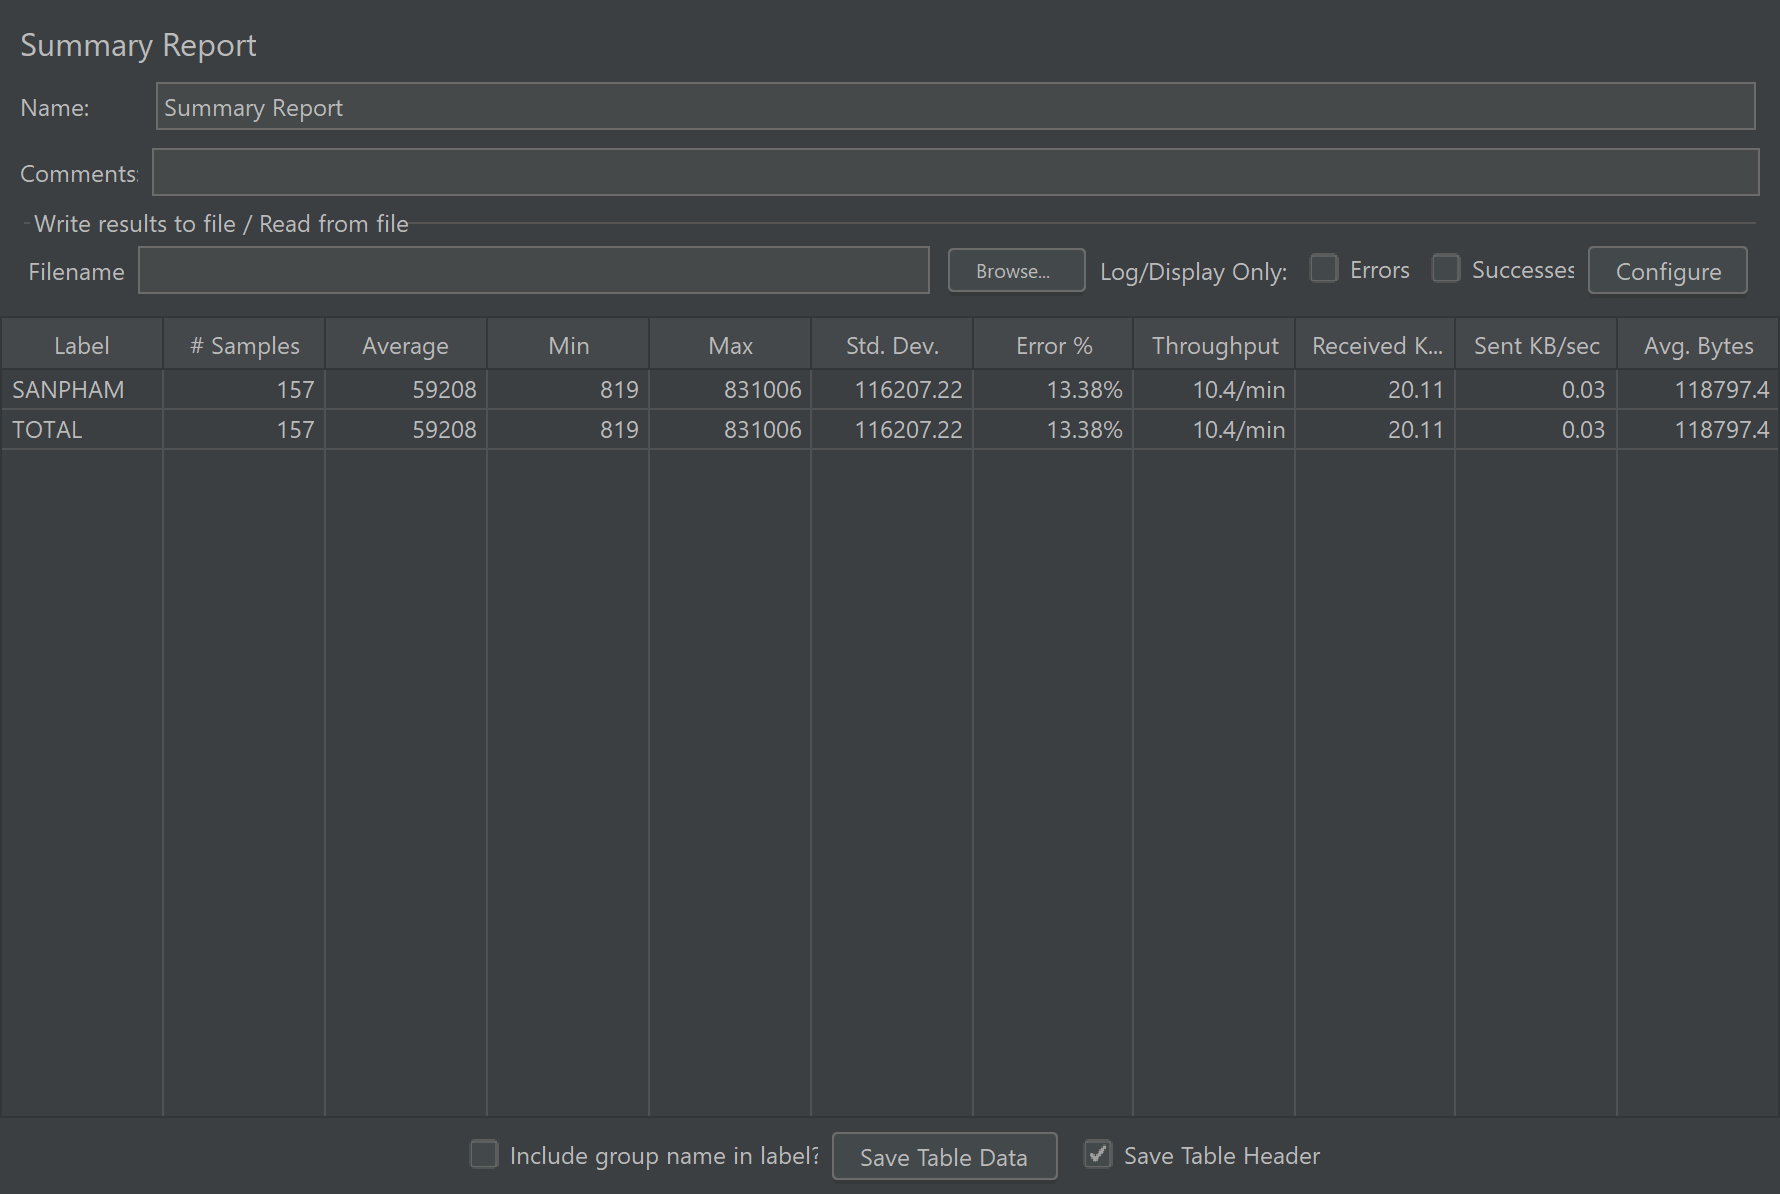 Summary Report
Name: Summary Report
Comments:
Write results to file / Read from file
Filename Browse... Log/Display Only: Errors Successes Configure
Label # Samples Average Min Max Std. Dev. Error % Throughput Received K... Sent KB/sec Avg. Bytes
SANPHAM 157 59208 819 831006 116207.22 13.38% 10.4/min 20.11 0.03 118797.4
TOTAL 157 59208 819 831006 116207.22 13.38% 10.4/min 20.11 0.03 118797.4
Include group name in label? Save Table Data Save Table Header